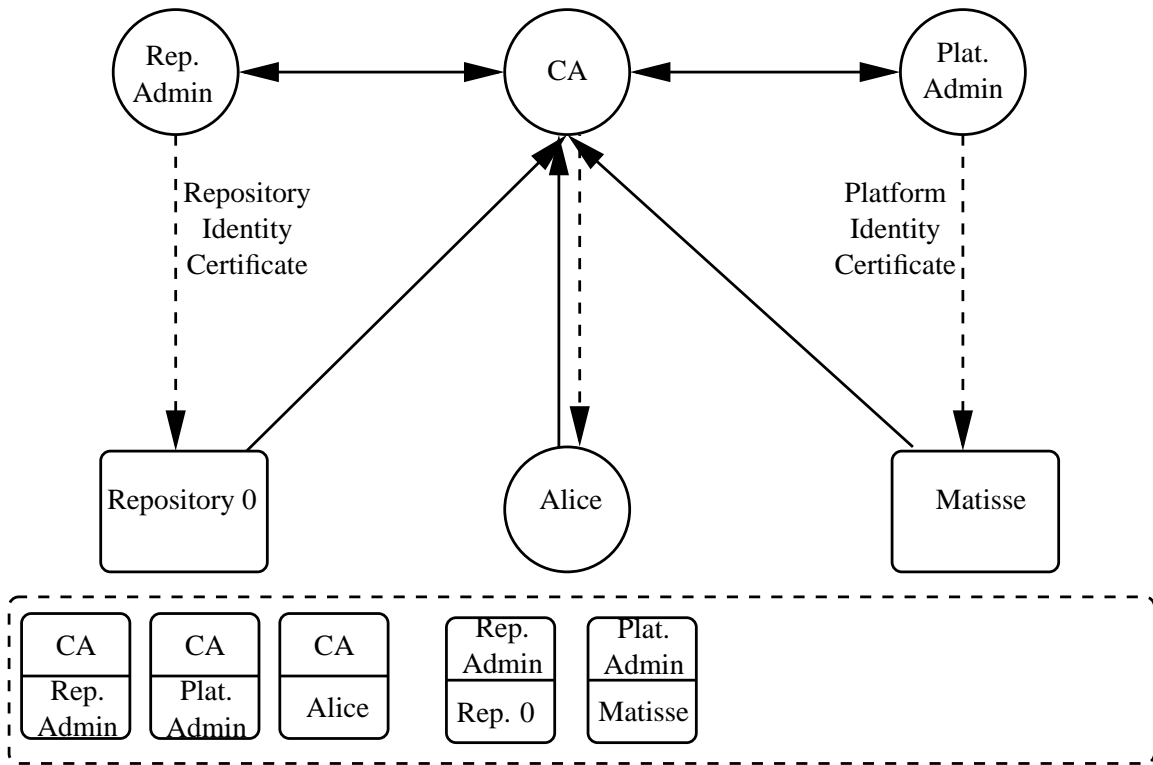 Rep.
Admin
CA
Plat.
Admin
Repository
Identity
Certificate
Platform
Identity
Certificate
Repository 0
Alice
Matisse
CA
Rep.
Admin
CA
Plat.
Admin
CA
Alice
Rep.
Admin
Rep. 0
Plat.
Admin
Matisse